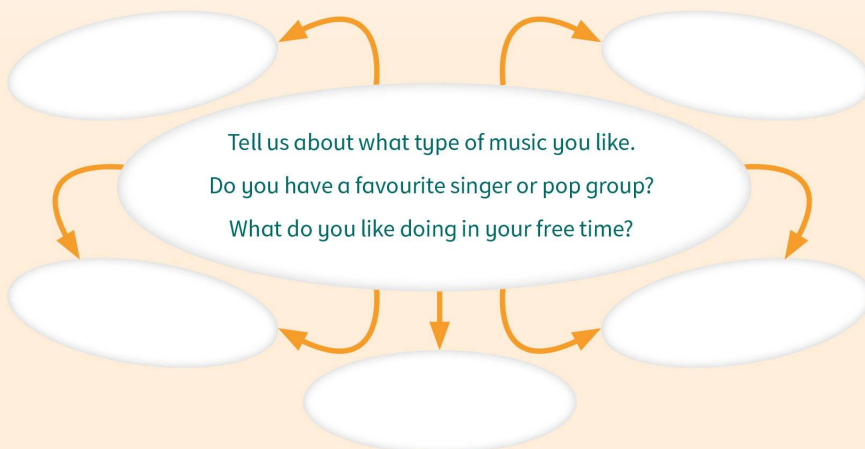 Tell us about what type of music you like.
Do you have a favourite singer or pop group?
What do you like doing in your free time?